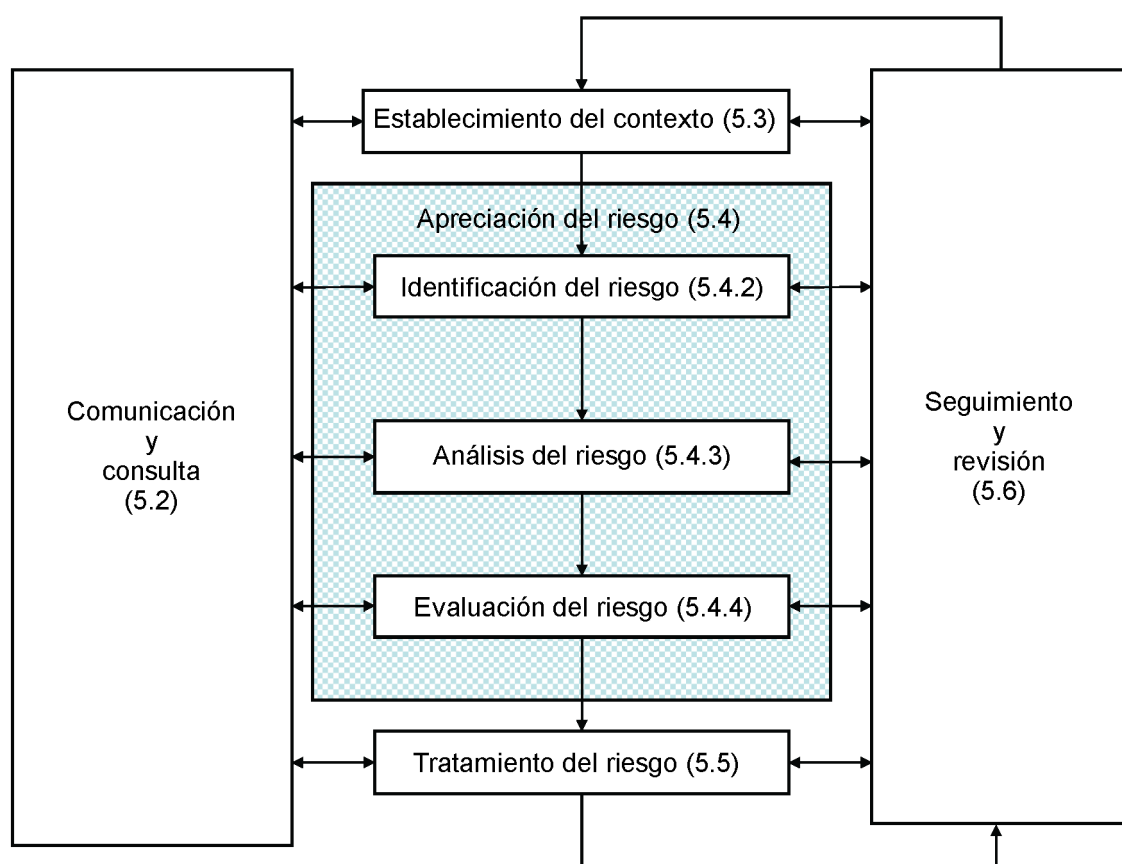 Establecimiento del contexto (5.3)
Apreciación del riesgo (5.4)
Identificación del riesgo (5.4.2)
Comunicación
y
consulta
(5.2)
Análisis del riesgo (5.4.3)
Seguimiento
y
revisión
(5.6)
Evaluación del riesgo (5.4.4)
Tratamiento del riesgo (5.5)